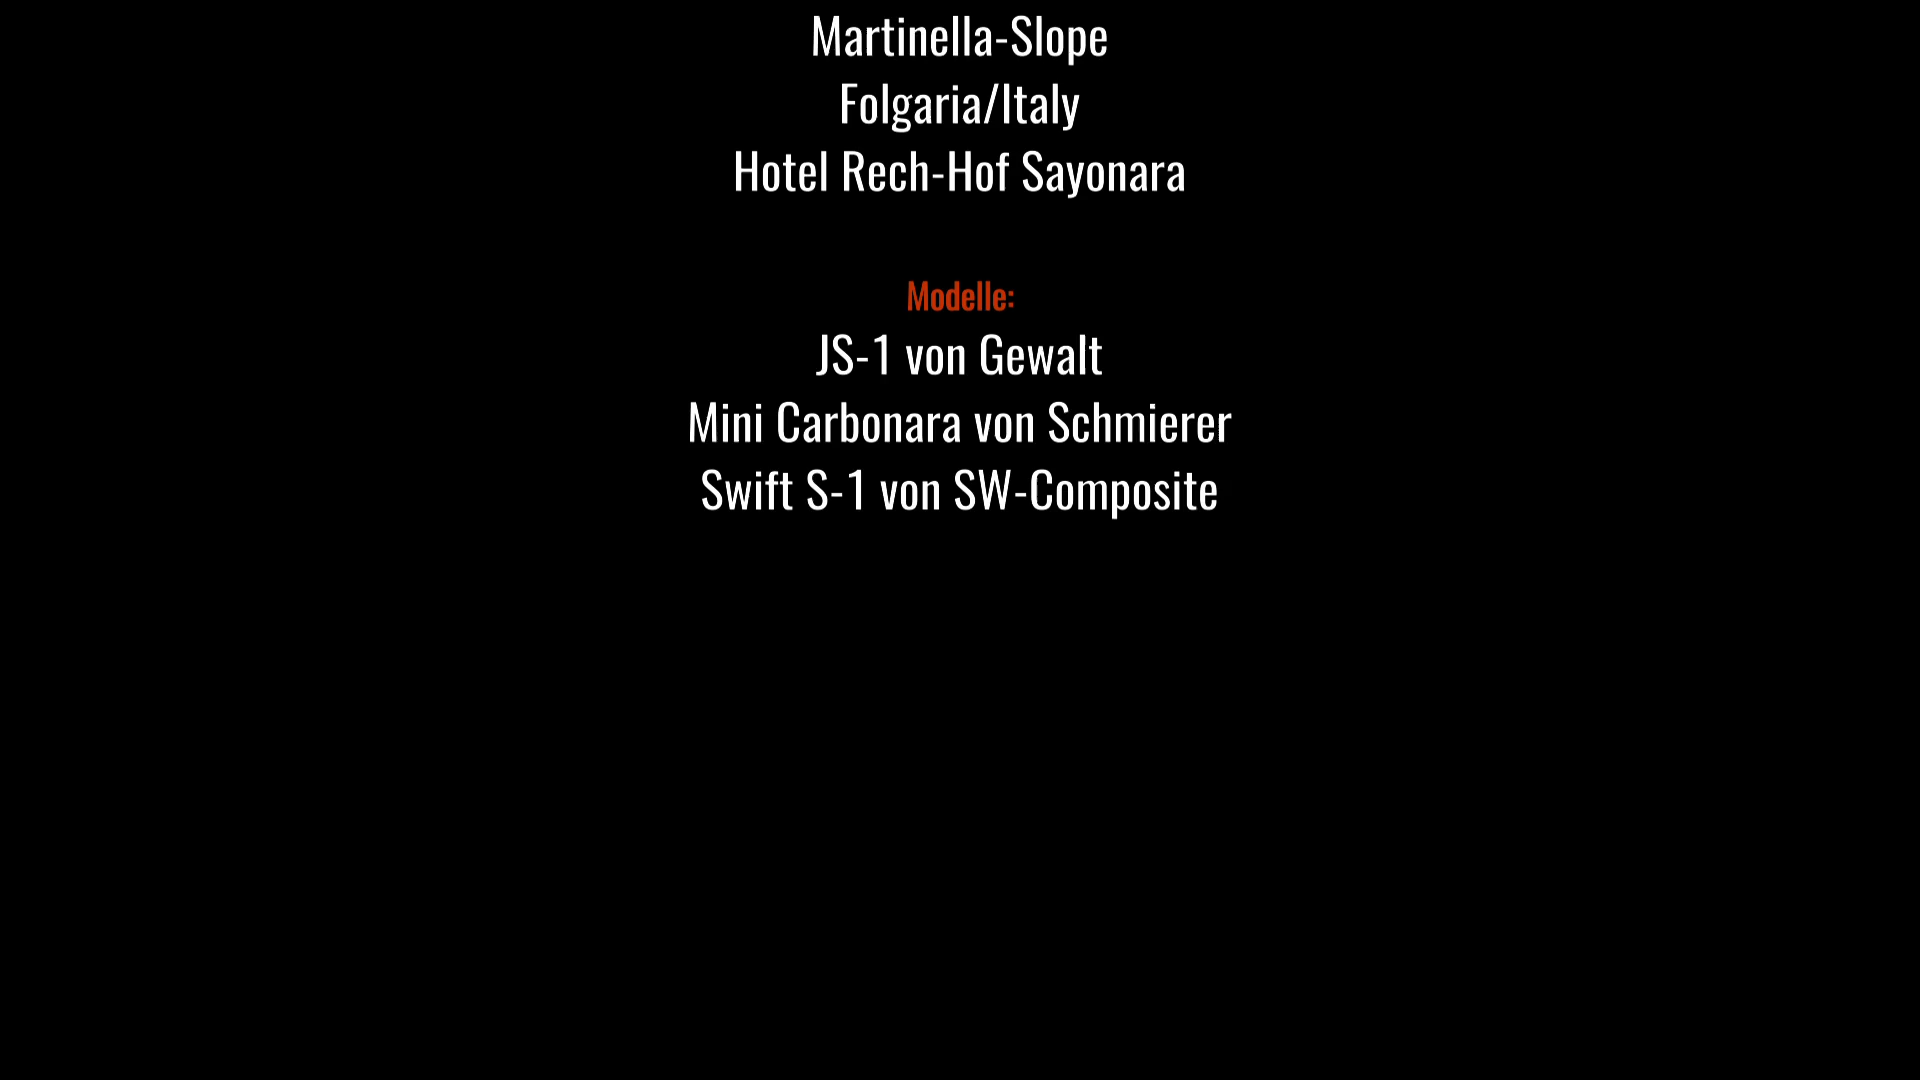 Martinella-Slope
Folgaria/Italy
Hotel Rech-Hof Sayonara
Modelle:
JS-1 von Gewalt
Mini Carbonara von Schmierer
Swift S-1 von SW-Composite